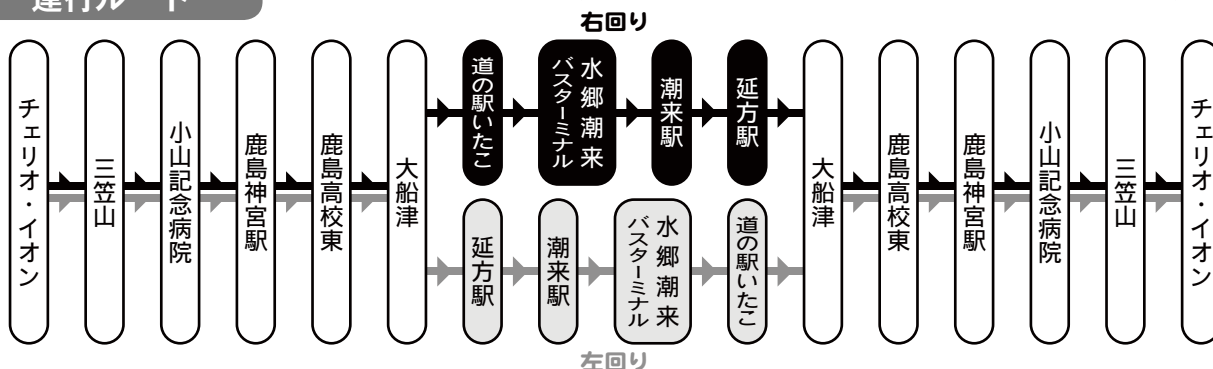 運行ルート
右回り
チェリオ・イオン
三笠山
小山記念病院
鹿島神宮駅
鹿島高校東
大船津
道の駅いたこ
水郷潮来
バスターミナル
潮来駅
延方駅
延方駅
潮来駅
水郷潮来
バスターミナル
道の駅いたこ
大船津
鹿島高校東
鹿島神宮駅
小山記念病院
三笠山
チェリオ・イオン
左回り